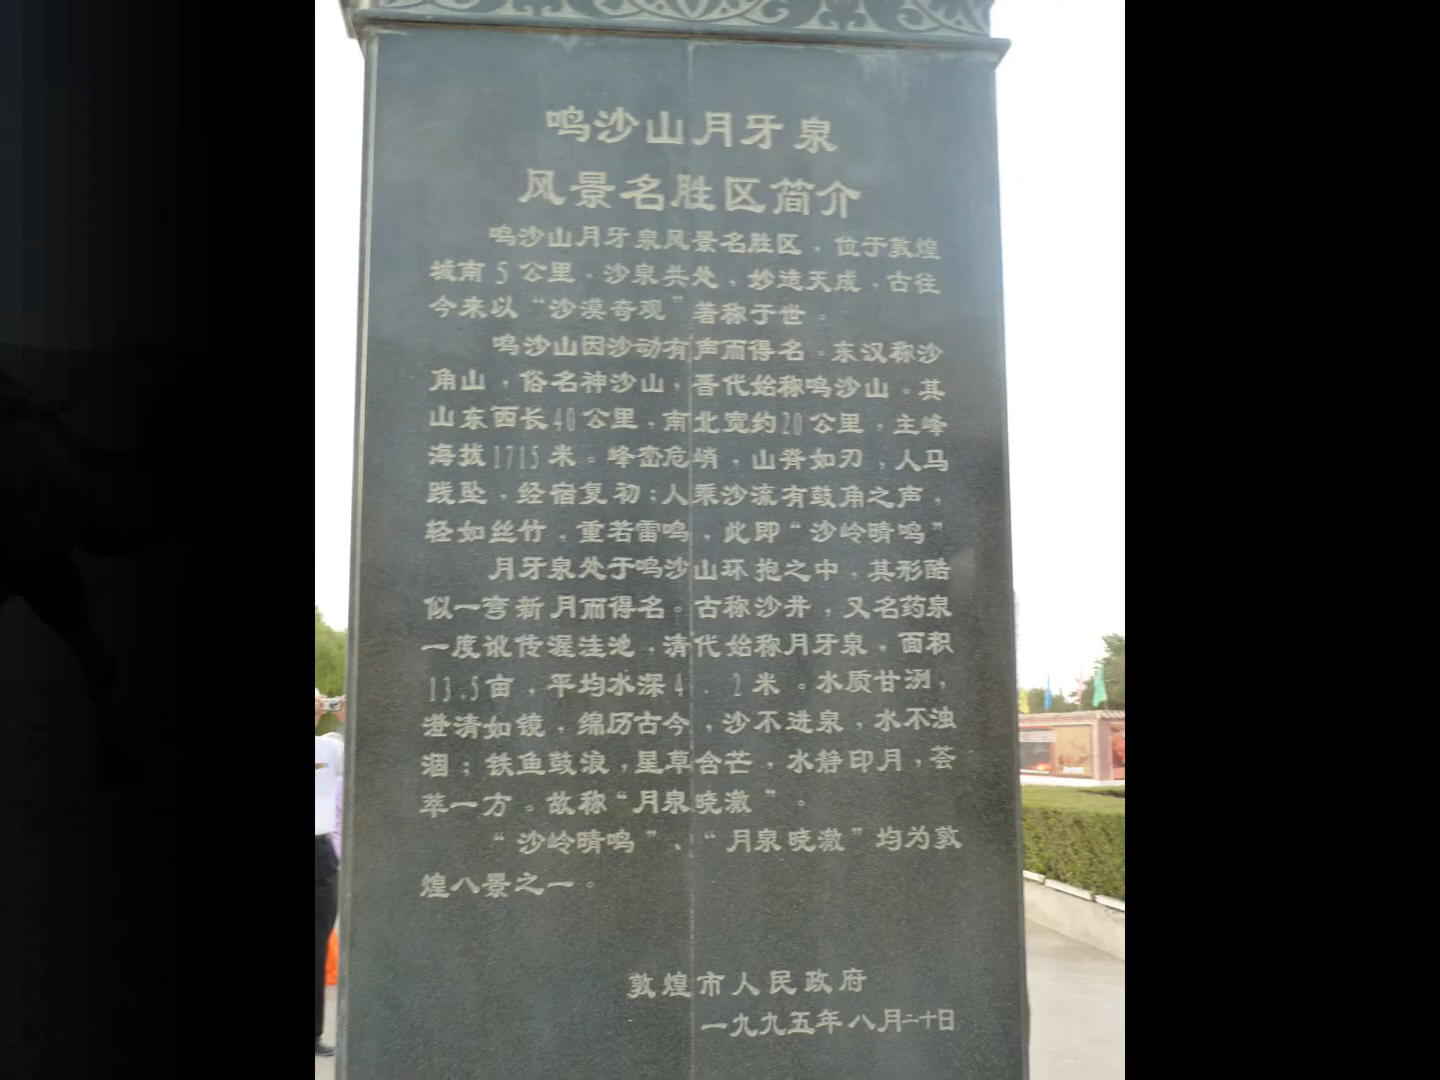 鸣沙山月牙泉
风景名胜区简介
鸣沙山月牙泉风景名胜区，位于敦煌
城南5公里，沙泉共处，妙造天成，古往
今来以“沙漠奇观”著称于世。
鸣沙山因沙动有声而得名。东汉称沙
角山，俗名神沙山，晋代始称鸣沙山。其
山东西长40公里，南北宽约20公里，主峰
海拔1715米。峰峦危峭，山脊如刃，人马
践坠，经宿复初；人乘沙流有鼓角之声，
轻如丝竹，重若雷鸣，此即“沙岭晴鸣”
月牙泉处于鸣沙山环抱之中，其形酷
似一弯新月而得名。古称沙井，又名药泉
一度讹传渥洼池，清代始称月牙泉。面积
13.5亩，平均水深4.2米。水质甘洌，
澄清如镜，绵历古今，沙不进泉，水不浊
涸；铁鱼鼓浪，星草含芒，水静印月，荟
萃一方。故称“月泉晓澈”。
“沙岭晴鸣”、“月泉晓澈”均为敦
煌八景之一。
敦煌市人民政府
一九九五年八月二十日